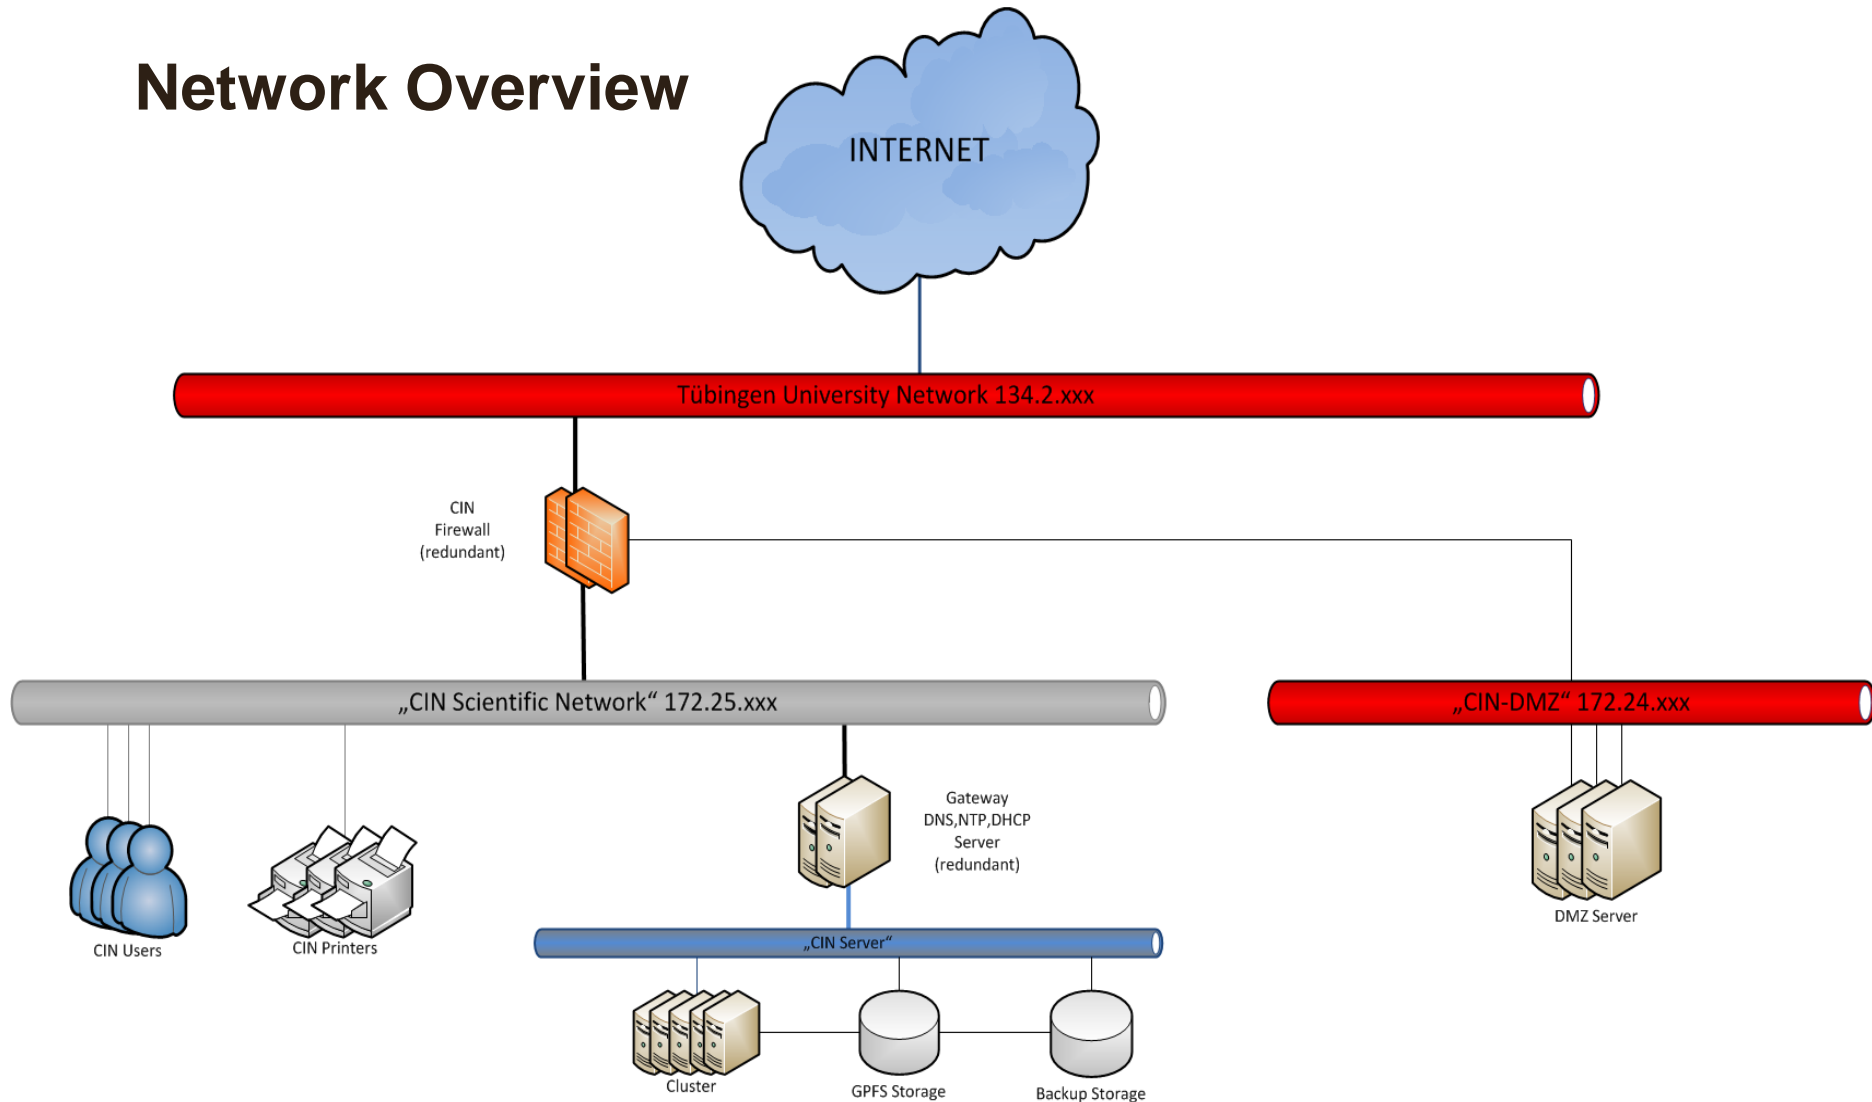 Network Overview
INTERNET
Tübingen University Network 134.2.xxx
CIN
Firewall
(redundant)
„CIN Scientific Network“ 172.25.xxx
„CIN-DMZ“ 172.24.xxx
Gateway
DNS,NTP,DHCP
Server
(redundant)
CIN Users
CIN Printers
DMZ Server
„CIN Server“
Cluster
GPFS Storage
Backup Storage